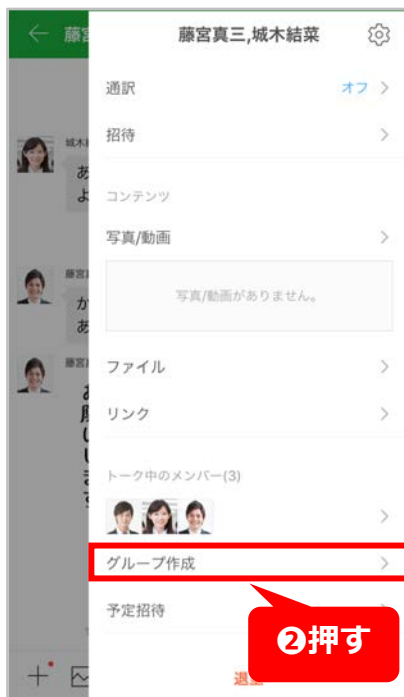 藤宮真三,城木結菜
通訳 オフ
招待
コンテンツ
写真/動画
写真/動画がありません。
ファイル
リンク
トーク中のメンバー(3)
グループ作成
予定招待
❷押す